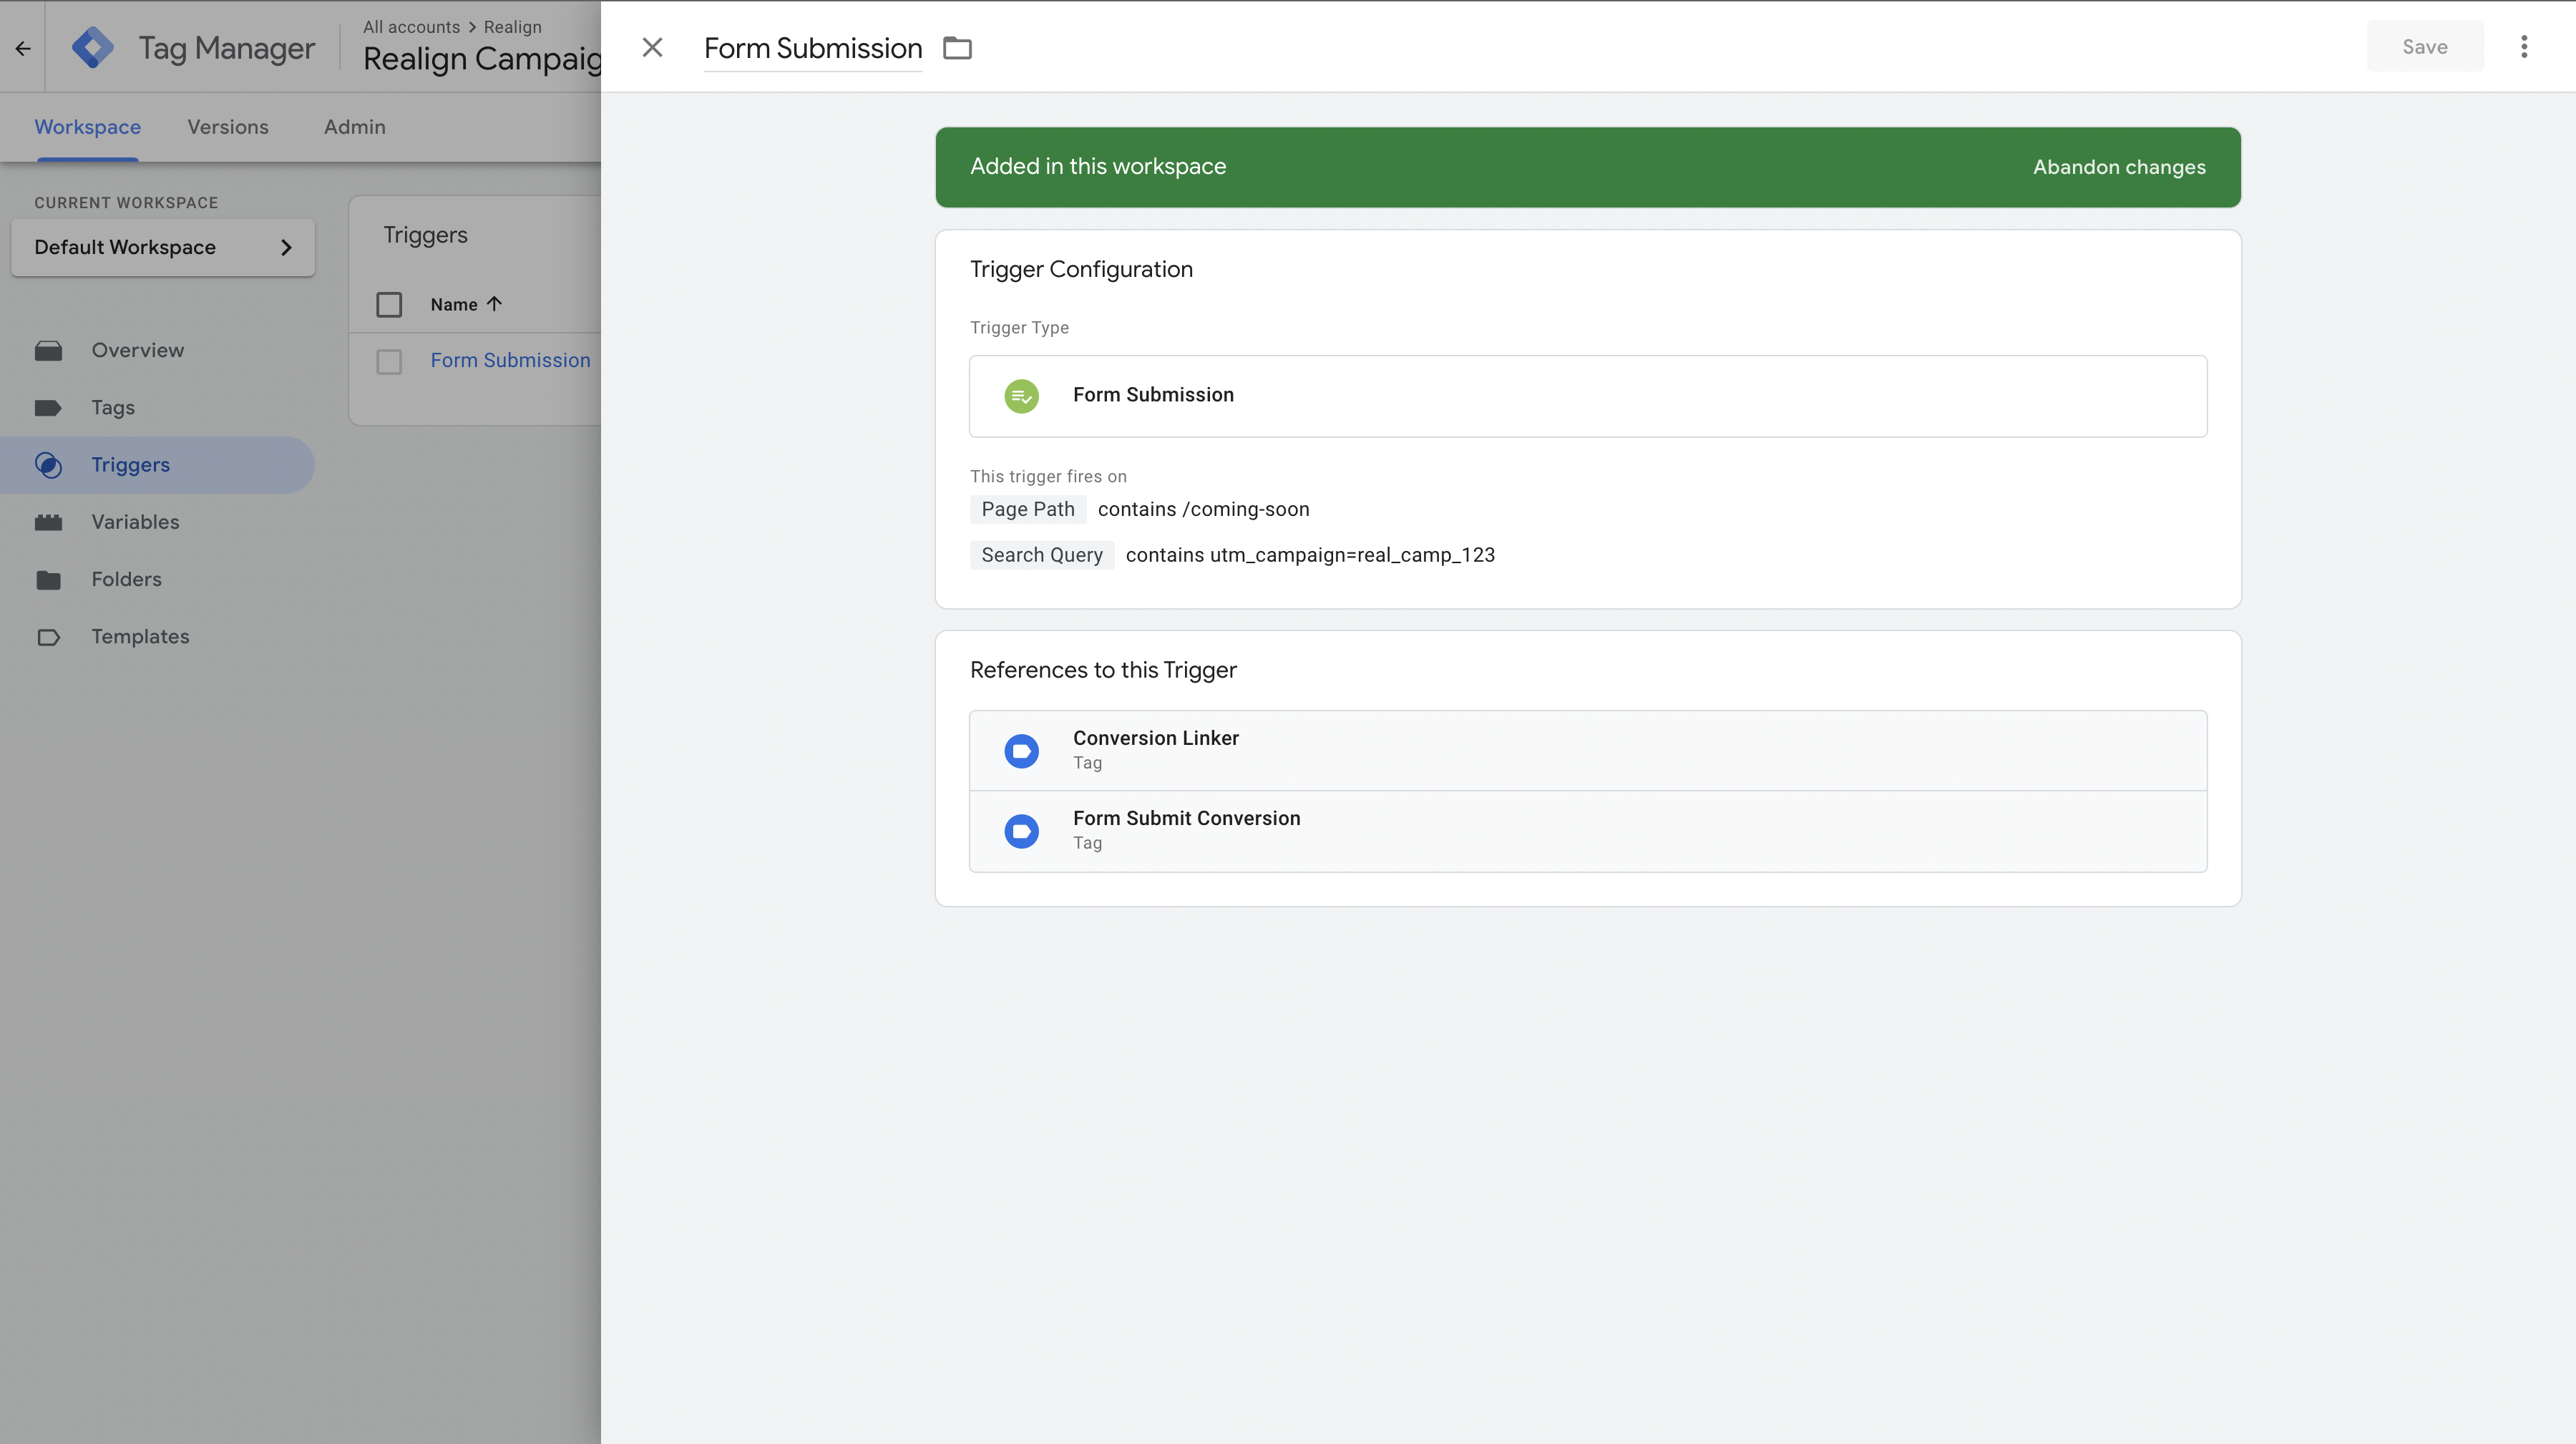 All accounts > Realign
Tag Manager
Realign Campaig
Form Submission
Save
Workspace
Versions
Admin
CURRENT WORKSPACE
Default Workspace
Overview
Tags
Triggers
Variables
Folders
Templates
Triggers
Name
Form Submission
Added in this workspace
Abandon changes
Trigger Configuration
Trigger Type
Form Submission
This trigger fires on
Page Path contains /coming-soon
Search Query contains utm_campaign=real_camp_123
References to this Trigger
Conversion Linker
Tag
Form Submit Conversion
Tag